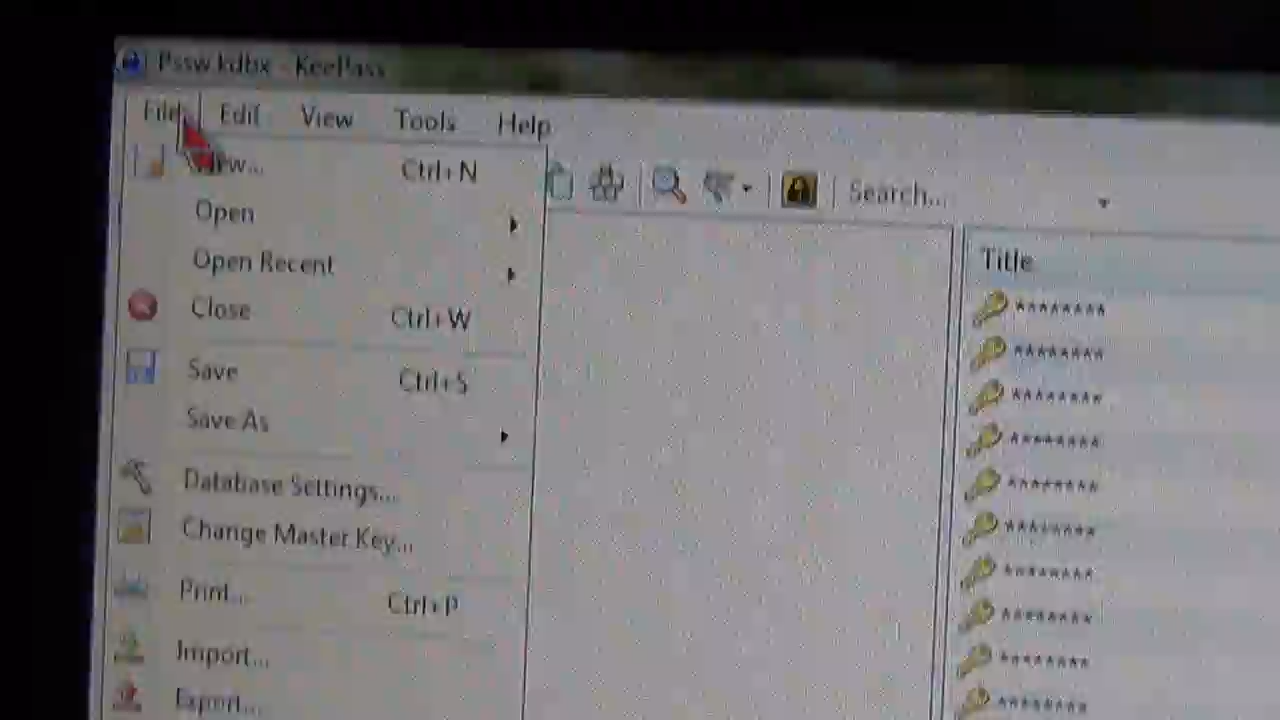 Pssw.kdbx - KeePass
File Edit View Tools Help
New... Ctrl+N
Search...
Open
Open Recent
Close Ctrl+W
Save Ctrl+S
Save As
Database Settings...
Change Master Key...
Print... Ctrl+P
Import...
Export...
Title
********
********
********
********
********
********
********
********
********
********